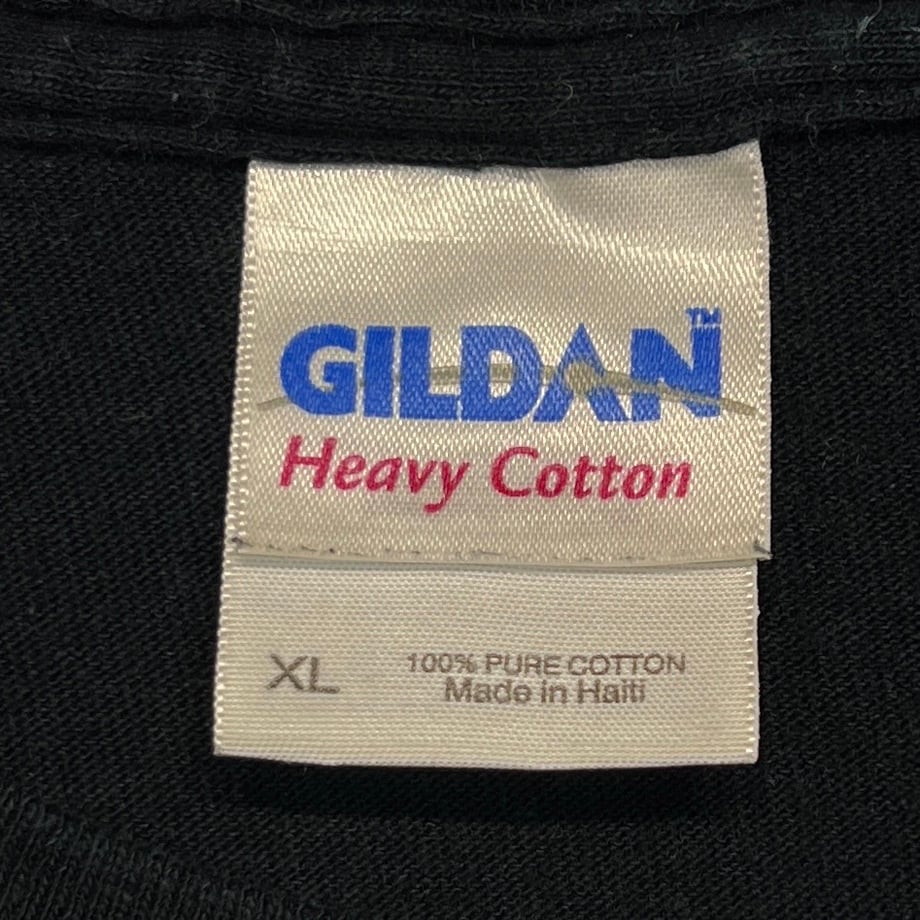 GILDAN™
Heavy Cotton
XL
100% PURE COTTON
Made in Haiti